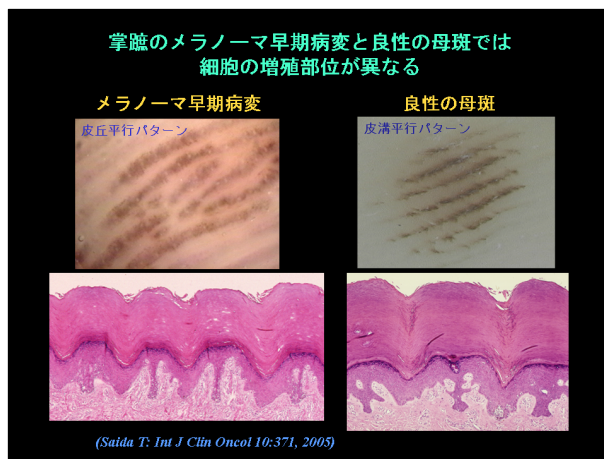 掌蹠のメラノーマ早期病変と良性の母斑では
細胞の増殖部位が異なる
メラノーマ早期病変
皮丘平行パターン
良性の母斑
皮溝平行パターン
(Saida T: Int J Clin Oncol 10:371, 2005)